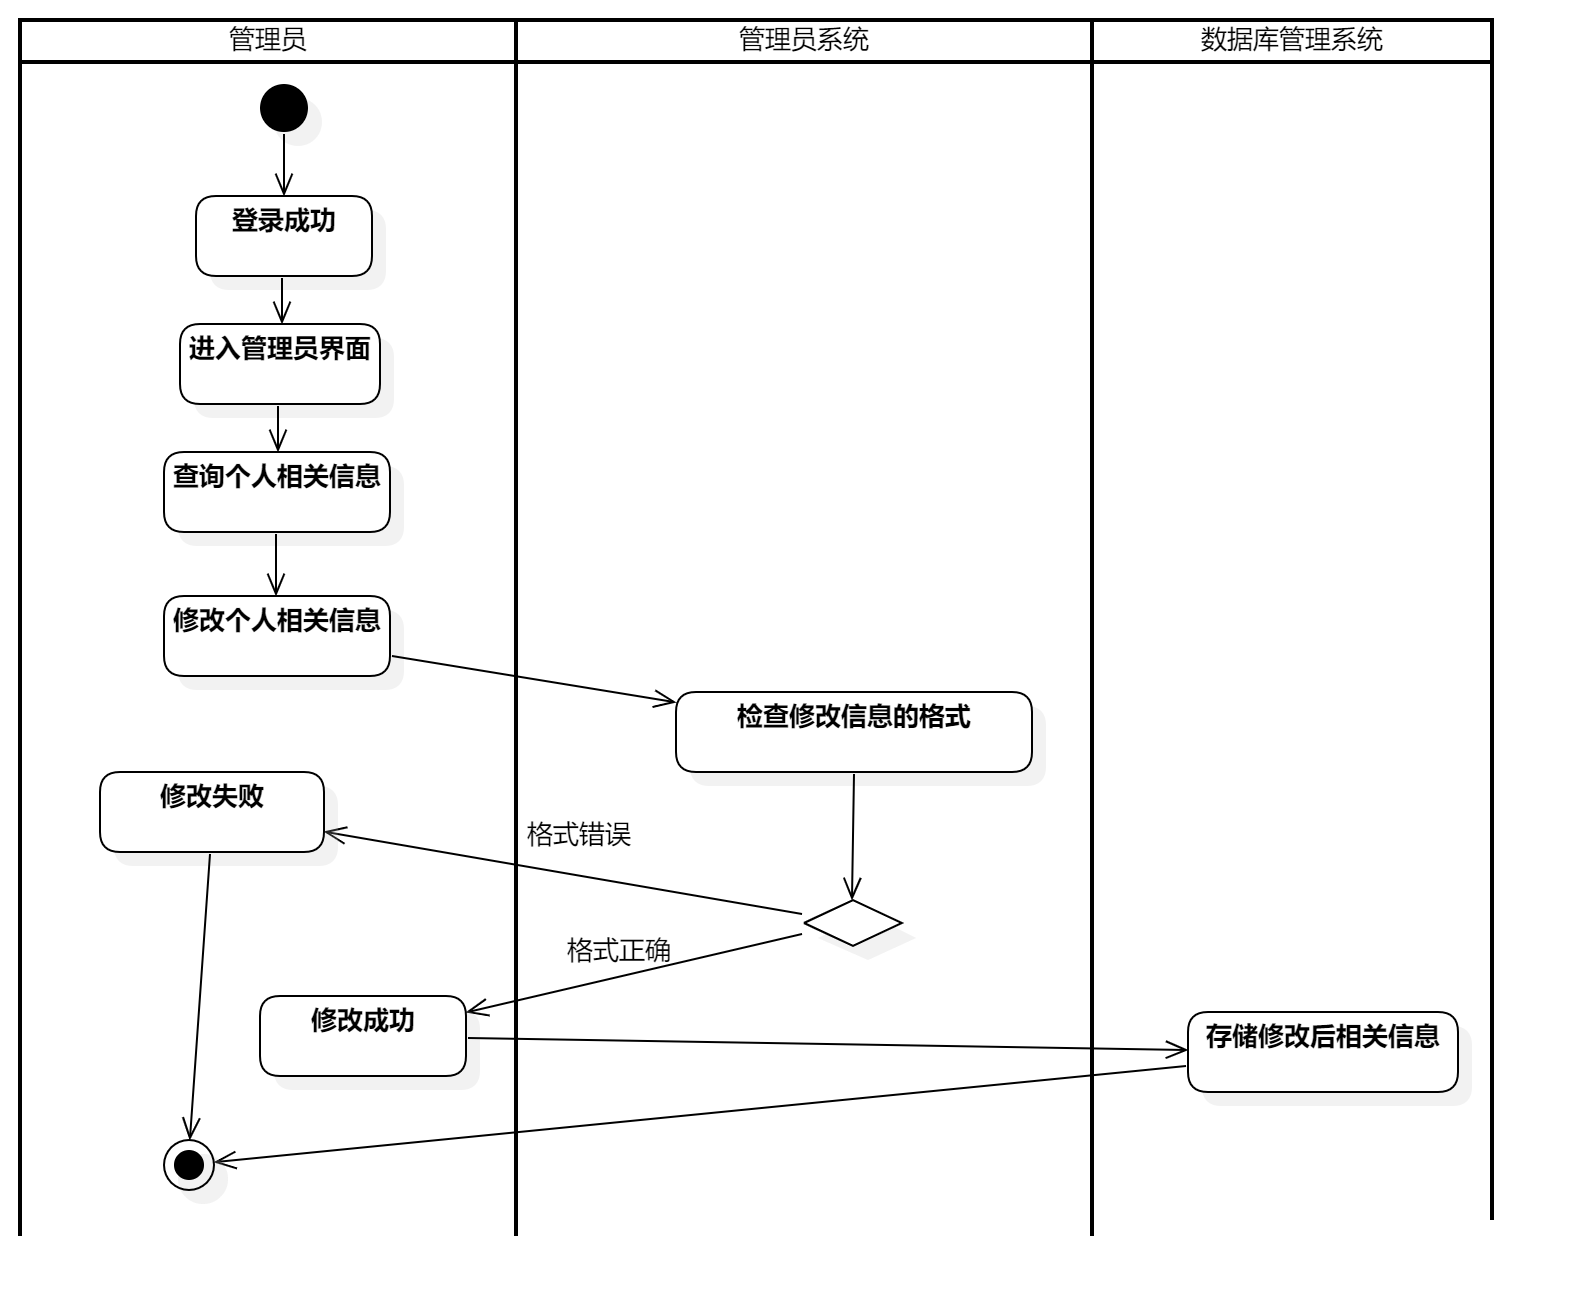 管理员
管理员系统
数据库管理系统
登录成功
进入管理员界面
查询个人相关信息
修改个人相关信息
检查修改信息的格式
修改失败
格式错误
格式正确
修改成功
存储修改后相关信息